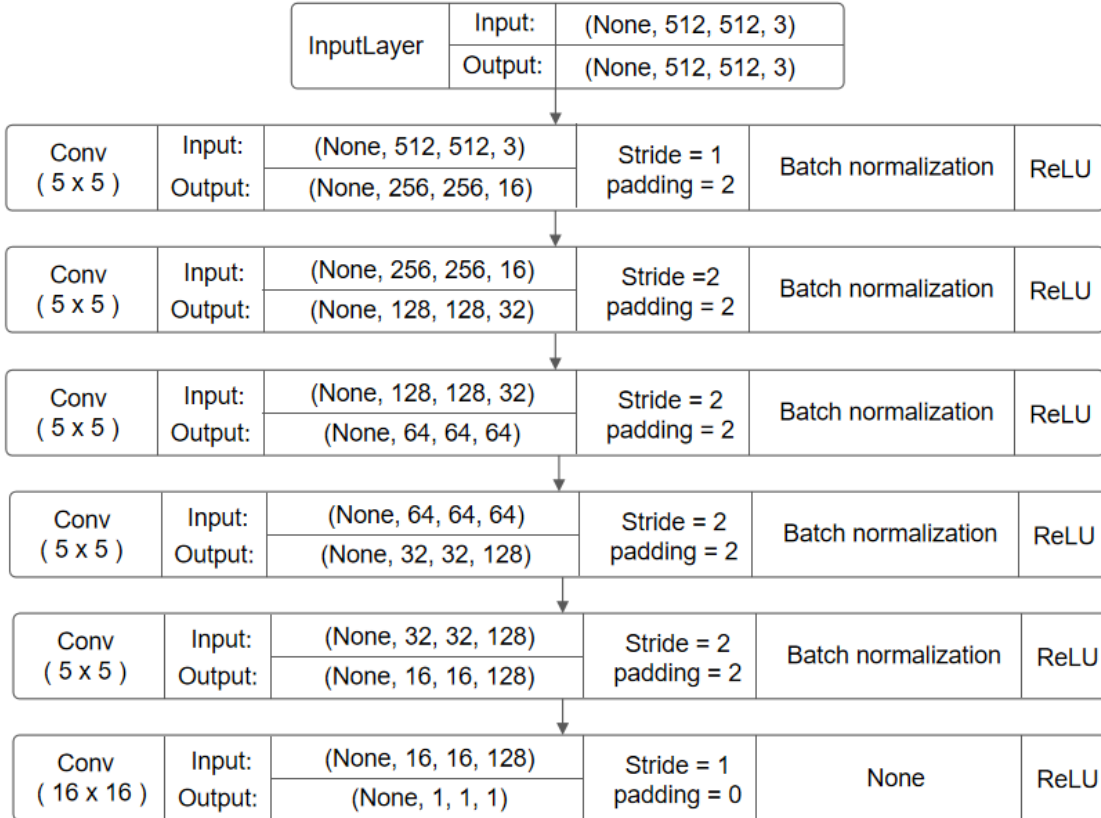 InputLayer
Input:
(None, 512, 512, 3)
Output:
(None, 512, 512, 3)
Conv
( 5 x 5 )
Input:
(None, 512, 512, 3)
Output:
(None, 256, 256, 16)
Stride = 1
padding = 2
Batch normalization
ReLU
Conv
( 5 x 5 )
Input:
(None, 256, 256, 16)
Output:
(None, 128, 128, 32)
Stride =2
padding = 2
Batch normalization
ReLU
Conv
( 5 x 5 )
Input:
(None, 128, 128, 32)
Output:
(None, 64, 64, 64)
Stride = 2
padding = 2
Batch normalization
ReLU
Conv
( 5 x 5 )
Input:
(None, 64, 64, 64)
Output:
(None, 32, 32, 128)
Stride = 2
padding = 2
Batch normalization
ReLU
Conv
( 5 x 5 )
Input:
(None, 32, 32, 128)
Output:
(None, 16, 16, 128)
Stride = 2
padding = 2
Batch normalization
ReLU
Conv
( 16 x 16 )
Input:
(None, 16, 16, 128)
Output:
(None, 1, 1, 1)
Stride = 1
padding = 0
None
ReLU